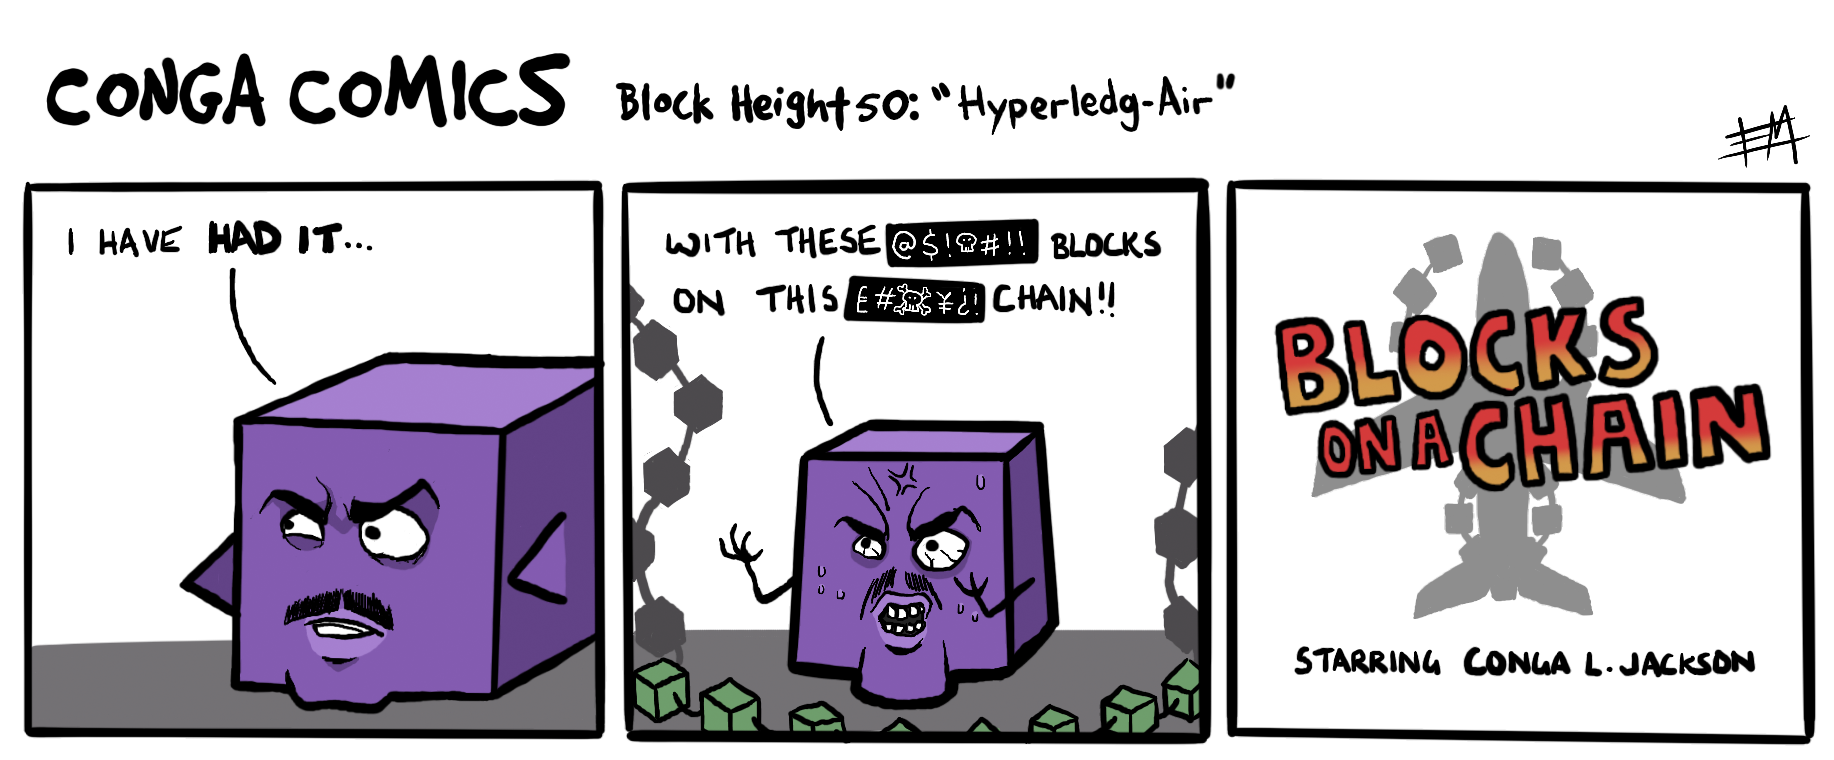 CONGA COMICS Block Height 50: "Hyperledg-Air"
EM
I HAVE HAD IT...
WITH THESE @$!☠#!! BLOCKS
ON THIS £#☠¥¿! CHAIN!!
BLOCKS
ON A CHAIN
STARRING CONGA L. JACKSON